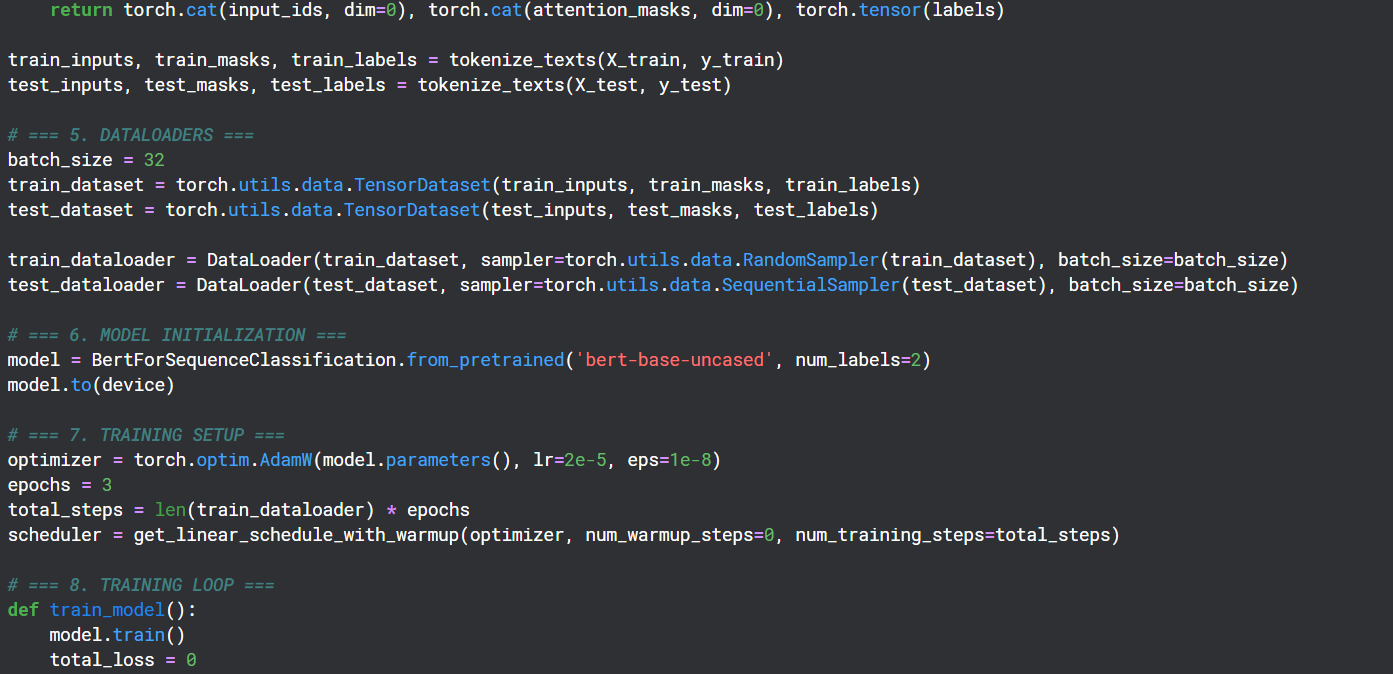 return torch.cat(input_ids, dim=0), torch.cat(attention_masks, dim=0), torch.tensor(labels)

train_inputs, train_masks, train_labels = tokenize_texts(X_train, y_train)
test_inputs, test_masks, test_labels = tokenize_texts(X_test, y_test)

# === 5. DATALOADERS ===
batch_size = 32
train_dataset = torch.utils.data.TensorDataset(train_inputs, train_masks, train_labels)
test_dataset = torch.utils.data.TensorDataset(test_inputs, test_masks, test_labels)

train_dataloader = DataLoader(train_dataset, sampler=torch.utils.data.RandomSampler(train_dataset), batch_size=batch_size)
test_dataloader = DataLoader(test_dataset, sampler=torch.utils.data.SequentialSampler(test_dataset), batch_size=batch_size)

# === 6. MODEL INITIALIZATION ===
model = BertForSequenceClassification.from_pretrained('bert-base-uncased', num_labels=2)
model.to(device)

# === 7. TRAINING SETUP ===
optimizer = torch.optim.AdamW(model.parameters(), lr=2e-5, eps=1e-8)
epochs = 3
total_steps = len(train_dataloader) * epochs
scheduler = get_linear_schedule_with_warmup(optimizer, num_warmup_steps=0, num_training_steps=total_steps)

# === 8. TRAINING LOOP ===
def train_model():
    model.train()
    total_loss = 0